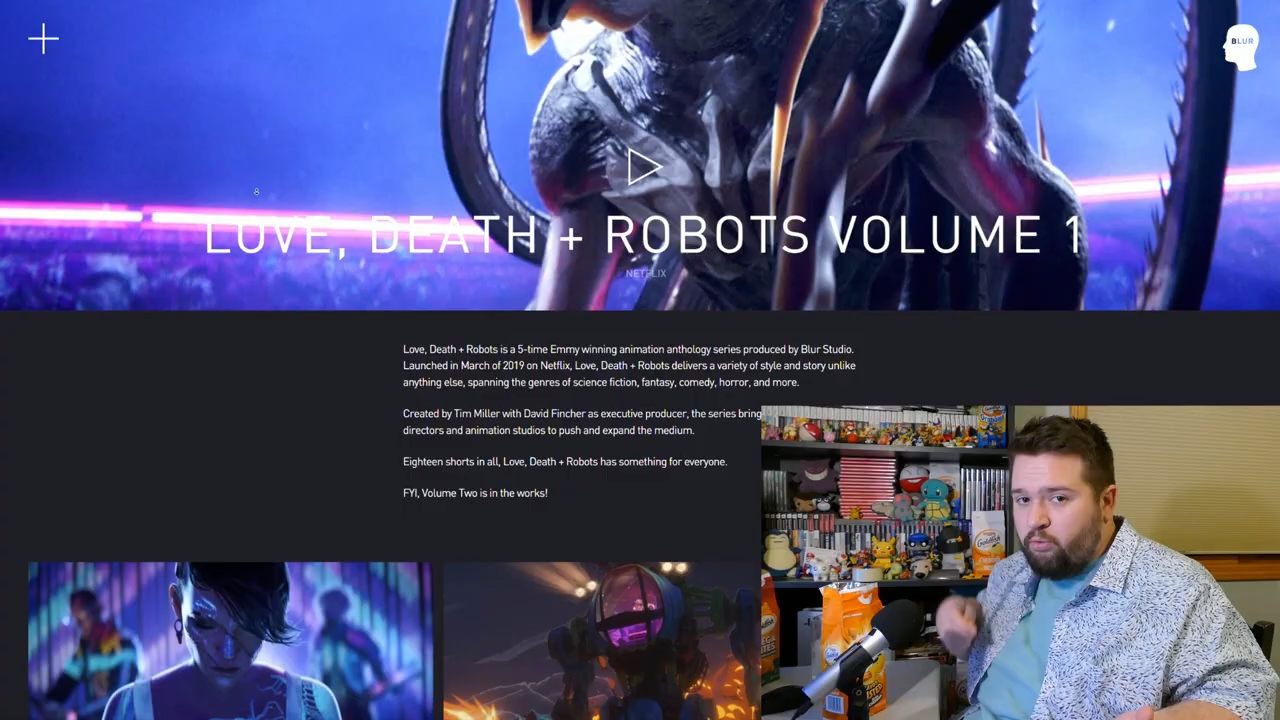 BLUR
LOVE, DEATH + ROBOTS VOLUME 1
NETFLIX
Love, Death + Robots is a 5-time Emmy winning animation anthology series produced by Blur Studio.
Launched in March of 2019 on Netflix, Love, Death + Robots delivers a variety of style and story unlike
anything else, spanning the genres of science fiction, fantasy, comedy, horror, and more.
Created by Tim Miller with David Fincher as executive producer, the series bring
directors and animation studios to push and expand the medium.
Eighteen shorts in all, Love, Death + Robots has something for everyone.
FYI, Volume Two is in the works!
Goldfish